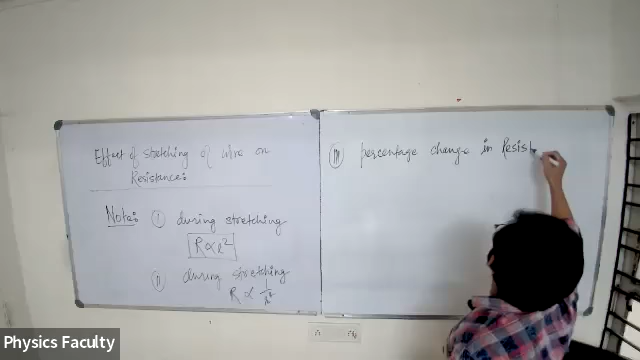 Effect of stretching of wire on
Resistance:
Note: (I) during stretching
R ∝ l²
(II) during stretching
R ∝ 1/
(III) percentage change in Resist
Physics Faculty